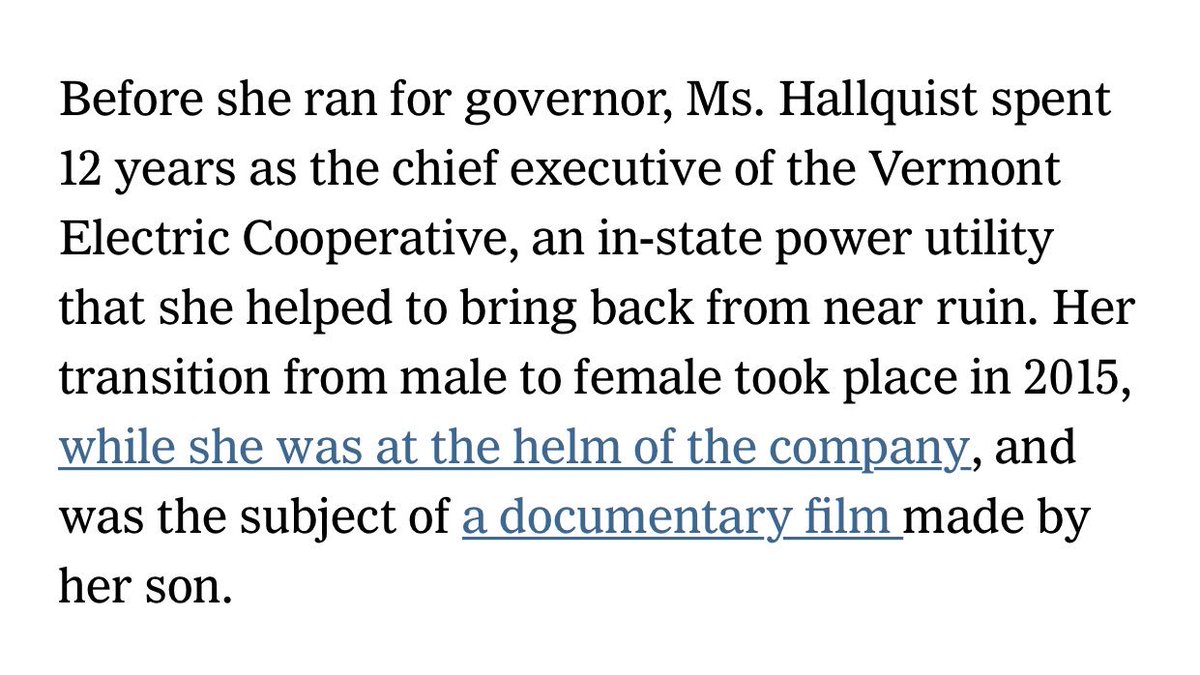 Before she ran for governor, Ms. Hallquist spent
12 years as the chief executive of the Vermont
Electric Cooperative, an in-state power utility
that she helped to bring back from near ruin. Her
transition from male to female took place in 2015,
while she was at the helm of the company, and
was the subject of a documentary film made by
her son.